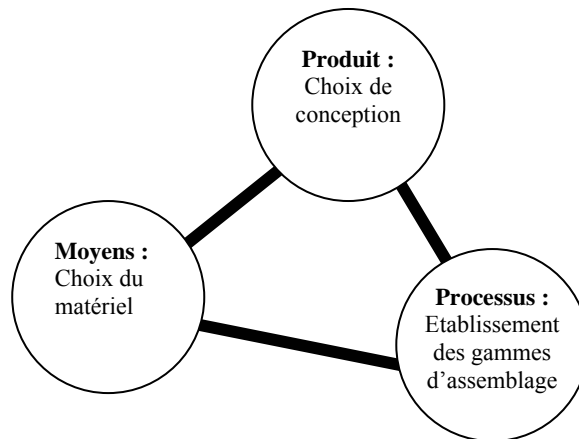 Produit :
Choix de
conception
Moyens :
Choix du
matériel
Processus :
Etablissement
des gammes
d’assemblage